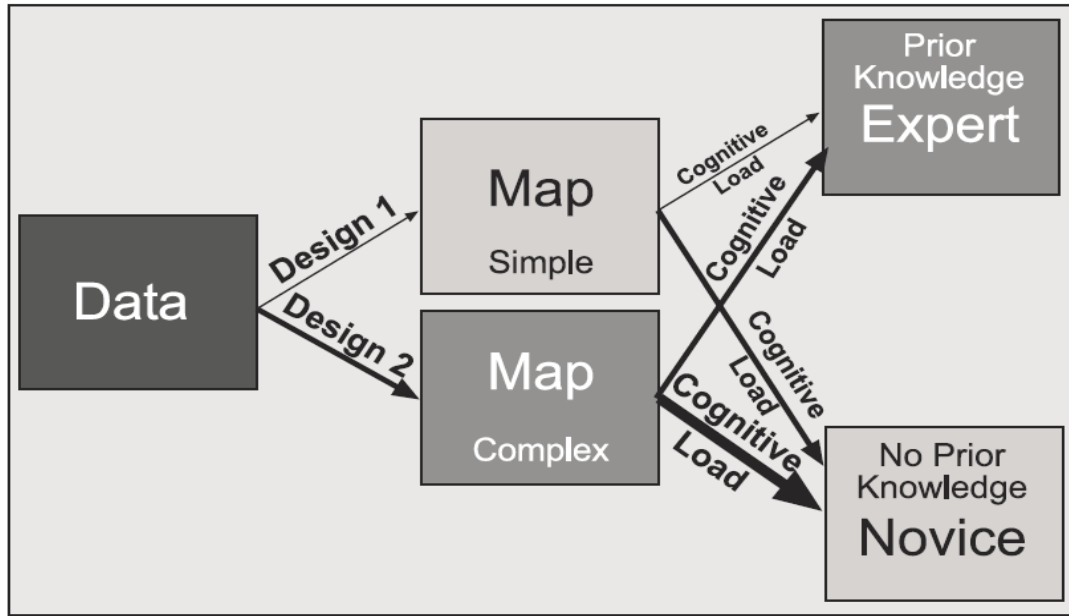 Data
Design 1
Design 2
Map
Simple
Map
Complex
Cognitive
Load
Cognitive
Load
Cognitive
Load
Cognitive
Load
Prior
Knowledge
Expert
No Prior
Knowledge
Novice